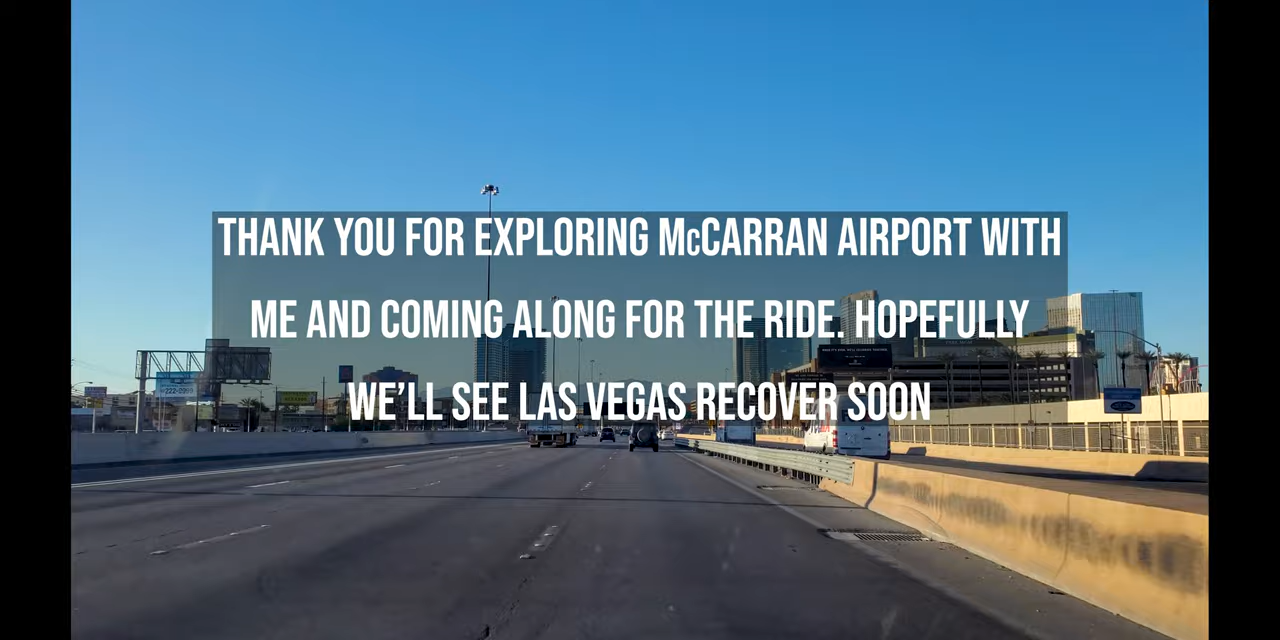 THANK YOU FOR EXPLORING McCARRAN AIRPORT WITH
ME AND COMING ALONG FOR THE RIDE. HOPEFULLY
WE'LL SEE LAS VEGAS RECOVER SOON